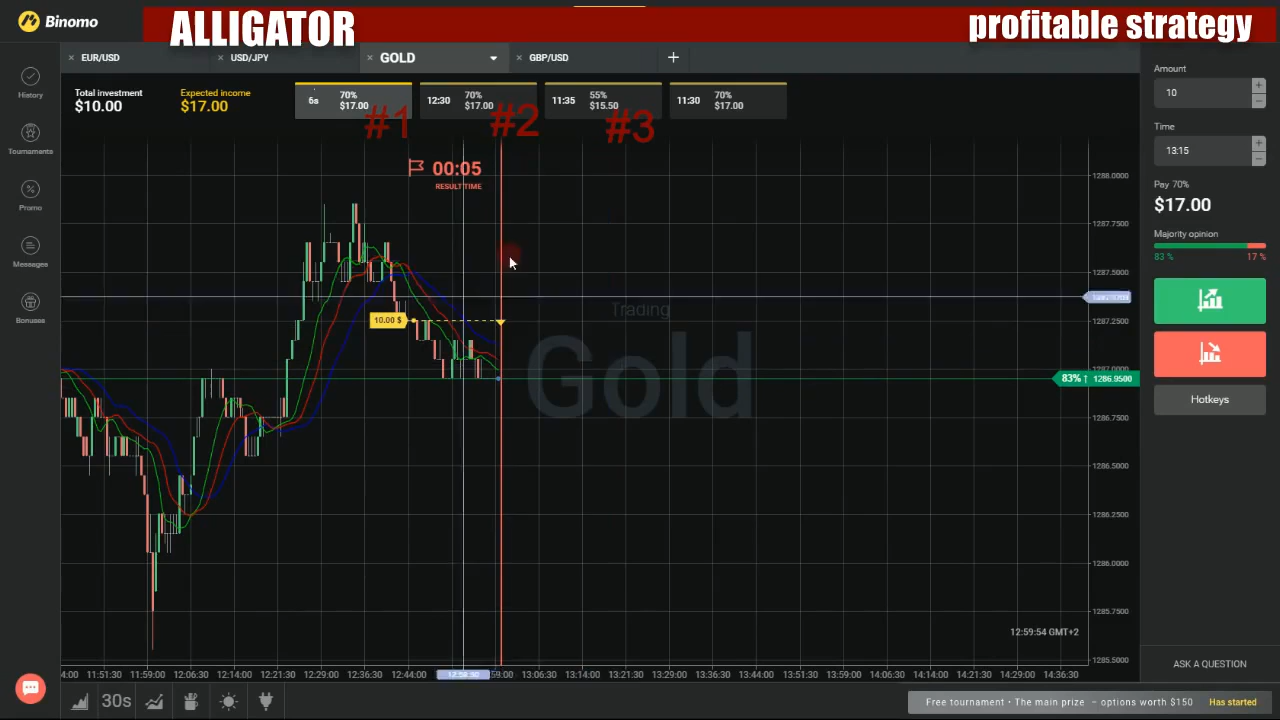 Binomo
ALLIGATOR
profitable strategy
EUR/USD
USD/JPY
GOLD
GBP/USD
Total investment
$10.00
Expected income
$17.00
6s
70%
$17.00
12:30
70%
$17.00
11:35
55%
$15.50
11:30
70%
$17.00
#1
#2
#3
History
Tournaments
Promo
Messages
Bonuses
00:05
RESULT TIME
10.00 $
Trading
Gold
1288.0000
1287.7500
1287.5000
1287.2500
1287.0000
83% ↑ 1286.9500
1286.7500
1286.5000
1286.2500
1286.0000
1285.7500
1285.5000
Amount
10
Time
13:15
Pay 70%
$17.00
Majority opinion
83 %
17 %
Hotkeys
12:59:54 GMT+2
4:00 11:51:30 11:59:00 12:06:30 12:14:00 12:21:30 12:29:00 12:36:30 12:44:00 59:00 13:06:30 13:14:00 13:21:30 13:29:00 13:36:30 13:44:00 13:51:30 13:59:00 14:06:30 14:14:00 14:21:30 14:29:00 14:36:30
ASK A QUESTION
30s
Free tournament • The main prize – options worth $150 Has started